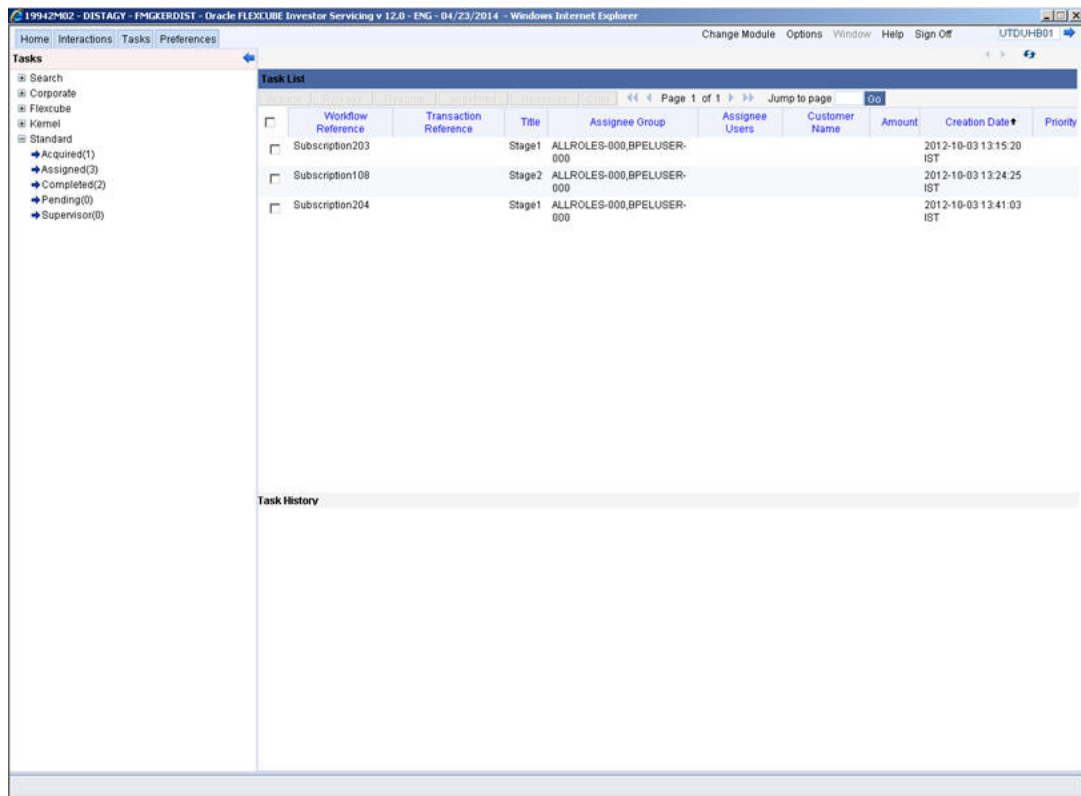 19942M02 - DISTAGY - FMGKERDIST - Oracle FLEXCUBE Investor Servicing v 12.0 - ENG - 04/23/2014 - Windows Internet Explorer
Home Interactions Tasks Preferences
Change Module Options Window Help Sign Off UTDUHB01
Tasks
Search
Corporate
Flexcube
Kernel
Standard
Acquired(1)
Assigned(3)
Completed(2)
Pending(0)
Supervisor(0)
Task List
Page 1 of 1 Jump to page Go
Workflow Reference Transaction Reference Title Assignee Group Assignee Users Customer Name Amount Creation Date Priority
Subscription203 Stage1 ALLROLES-000,BPELUSER- 2012-10-03 13:15:20
000 IST
Subscription108 Stage2 ALLROLES-000,BPELUSER- 2012-10-03 13:24:25
000 IST
Subscription204 Stage1 ALLROLES-000,BPELUSER- 2012-10-03 13:41:03
000 IST
Task History